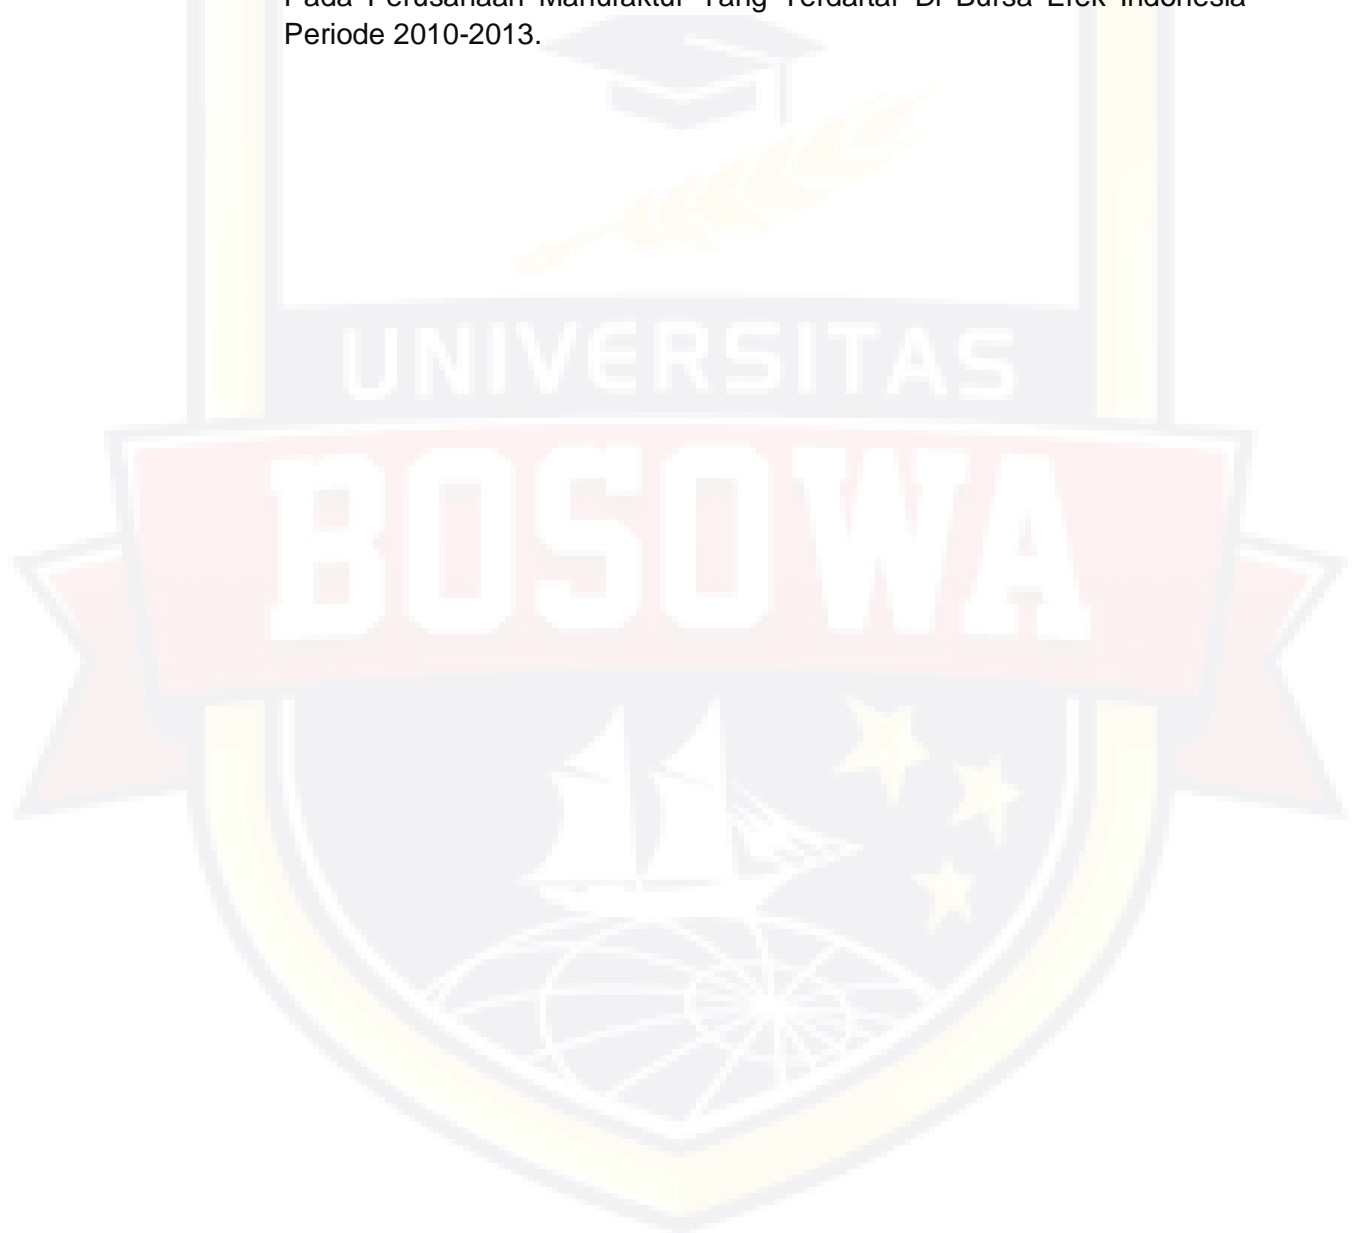 Pada Perusahaan Manufaktur Yang Terdaftar Di Bursa Efek Indonesia
Periode 2010-2013.
UNIVERSITAS
BOSOWA